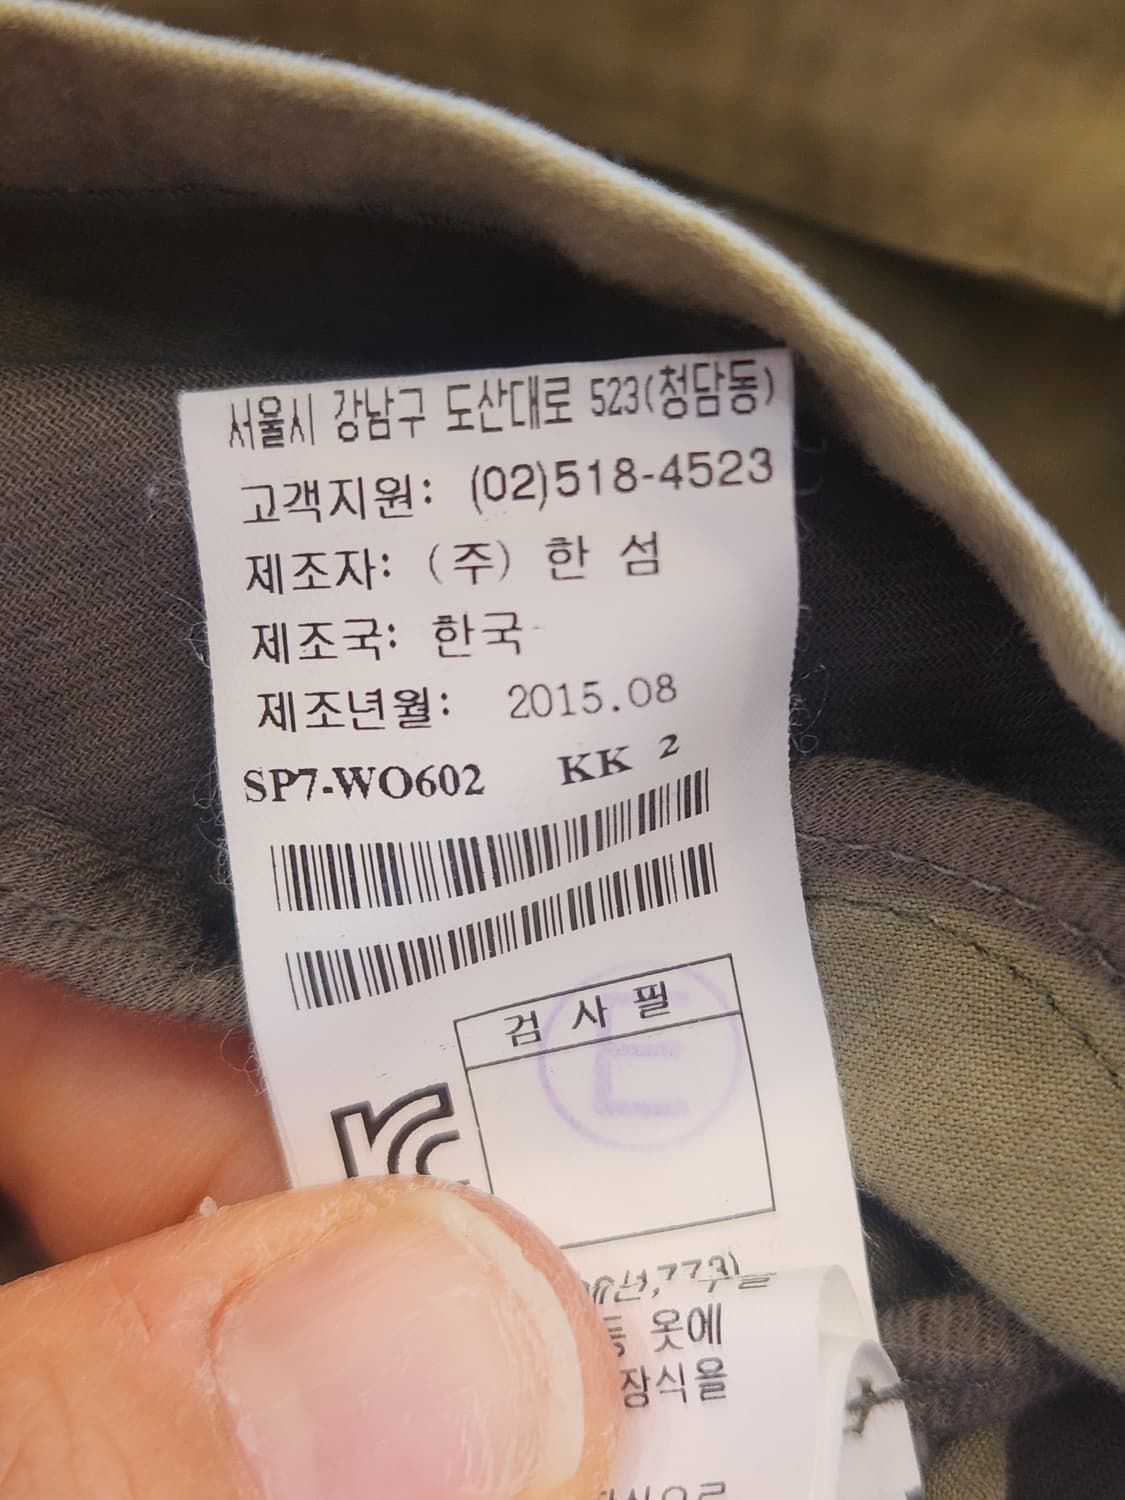 서울시 강남구 도산대로 523(청담동)
고객지원: (02)518-4523
제조자: (주) 한 섬
제조국: 한국
제조년월: 2015.08
SP7-WO602 KK 2
검 사 필
E
옷에
장식을